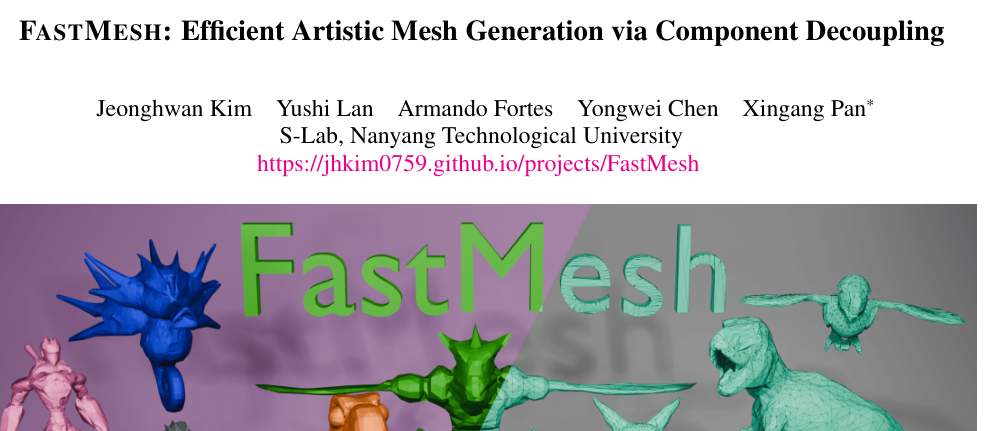 FASTMESH: Efficient Artistic Mesh Generation via Component Decoupling
Jeonghwan Kim Yushi Lan Armando Fortes Yongwei Chen Xingang Pan*
S-Lab, Nanyang Technological University
https://jhkim0759.github.io/projects/FastMesh
FastMesh